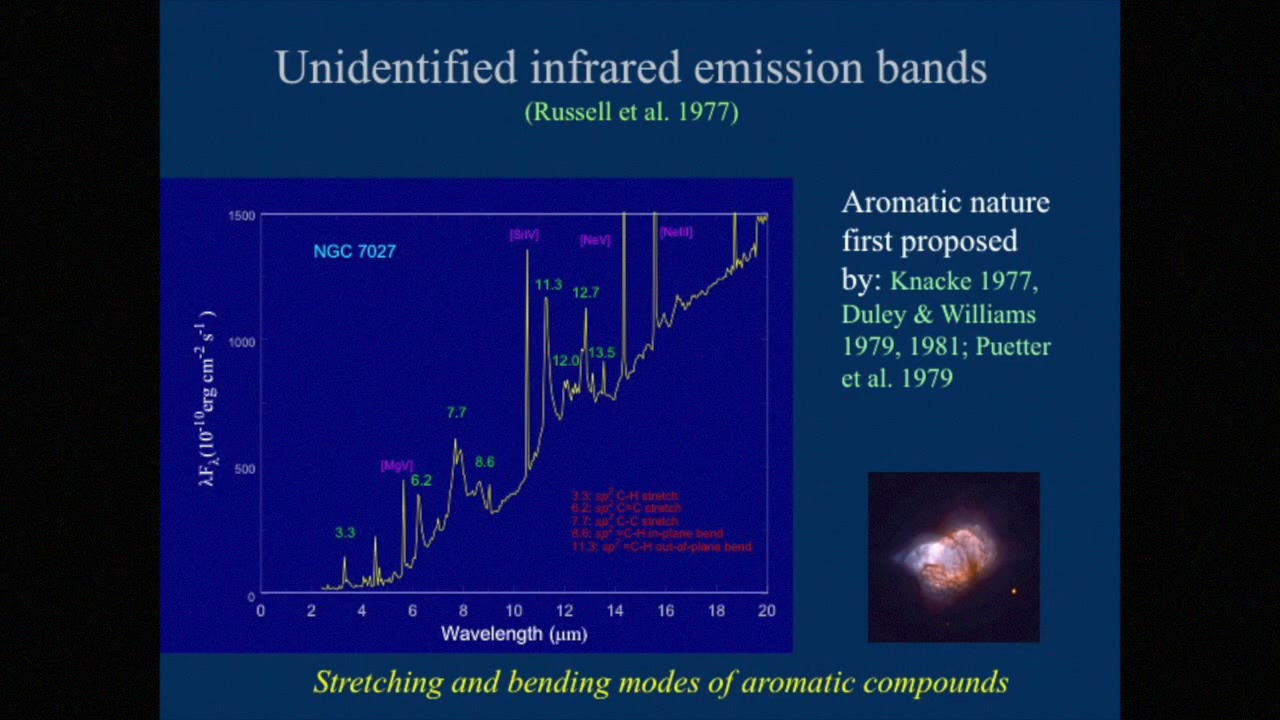 Unidentified infrared emission bands
(Russell et al. 1977)
1500
1000
500
0
λFλ(10⁻¹⁰erg cm⁻² s⁻¹ )
NGC 7027
[SIV]
[NeV]
[NeIII]
11.3
12.7
12.0
13.5
7.7
8.6
[MgV]
6.2
3.3
3.3: sp² C-H stretch
6.2: sp² C=C stretch
7.7: sp² C-C stretch
8.6: sp² =C-H in-plane bend
11.3: sp² =C-H out-of-plane bend
0 2 4 6 8 10 12 14 16 18 20
Wavelength (μm)
Aromatic nature
first proposed
by: Knacke 1977,
Duley & Williams
1979, 1981; Puetter
et al. 1979
Stretching and bending modes of aromatic compounds